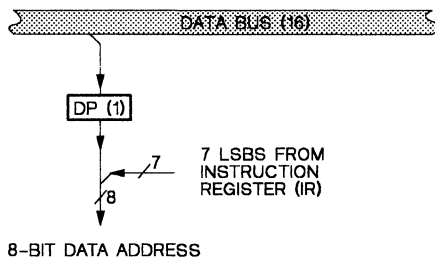 DATA BUS (16)
DP (1)
7
7 LSBS FROM
INSTRUCTION
REGISTER (IR)
8
8-BIT DATA ADDRESS